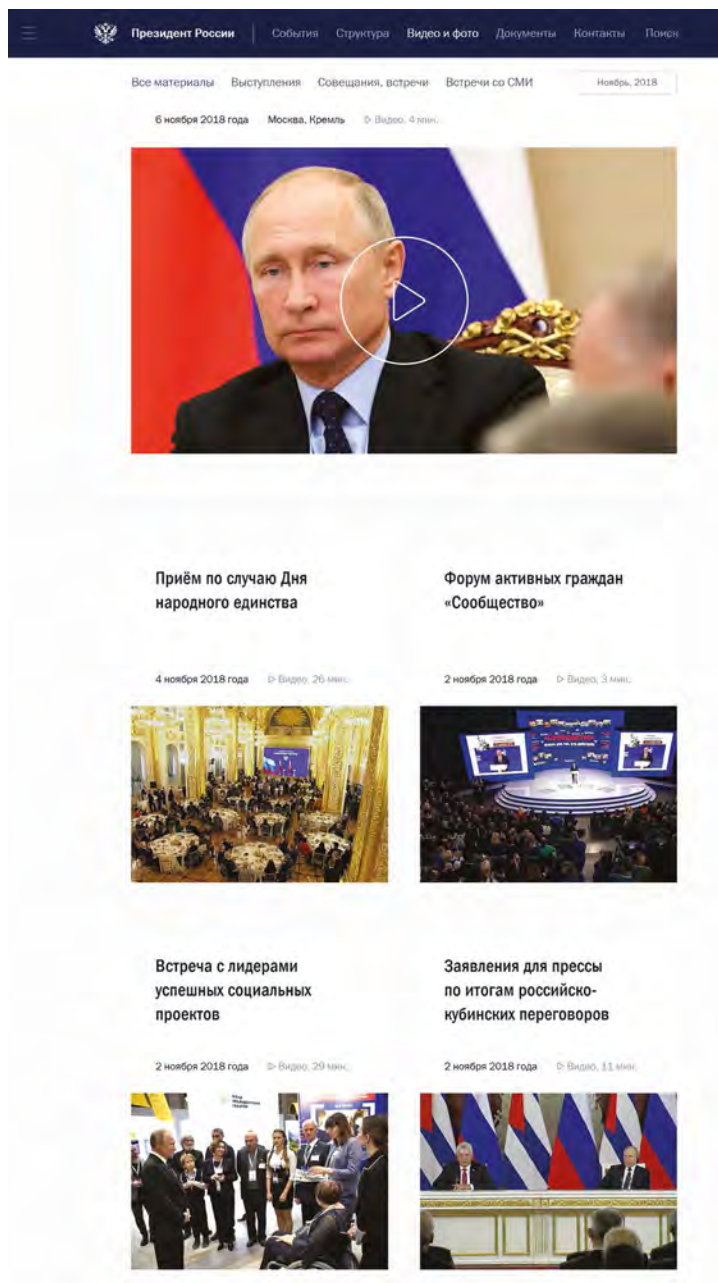 Президент России
События
Структура
Видео и фото
Документы
Контакты
Поиск
Все материалы
Выступления
Совещания, встречи
Встречи со СМИ
Ноябрь, 2018
6 ноября 2018 года
Москва, Кремль
Видео, 4 мин.
Приём по случаю Дня
народного единства
4 ноября 2018 года
Видео, 26 мин.
Форум активных граждан
«Сообщество»
2 ноября 2018 года
Видео, 3 мин.
Встреча с лидерами
успешных социальных
проектов
2 ноября 2018 года
Видео, 29 мин.
Заявления для прессы
по итогам российско-
кубинских переговоров
2 ноября 2018 года
Видео, 11 мин.